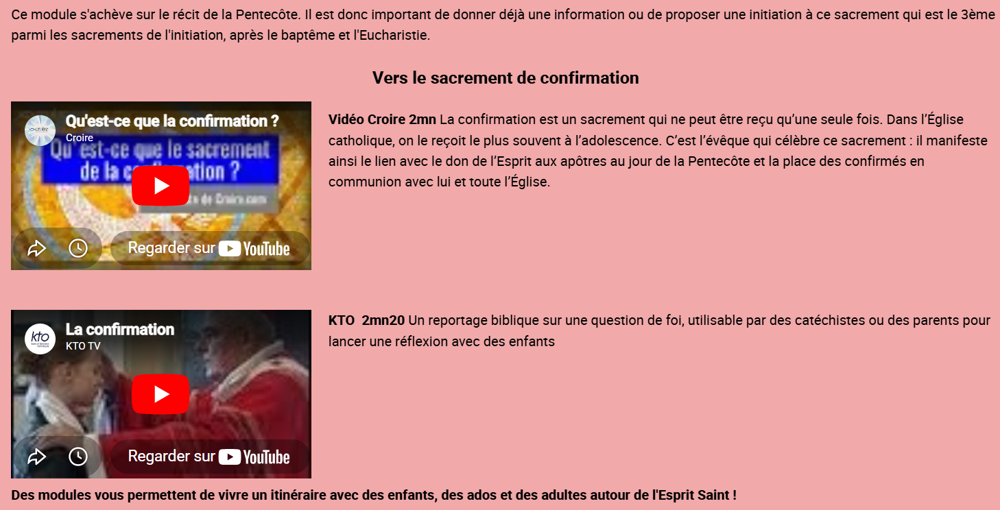 Ce module s'achève sur le récit de la Pentecôte. Il est donc important de donner déjà une information ou de proposer une initiation à ce sacrement qui est le 3ème
parmi les sacrements de l'initiation, après le baptême et l'Eucharistie.
Vers le sacrement de confirmation
Qu'est-ce que la confirmation ?
croire
Croire
Qu'est-ce que le sacrement
de la
?
de Croire.com
Regarder sur YouTube
Vidéo Croire 2mn La confirmation est un sacrement qui ne peut être reçu qu’une seule fois. Dans l’Église
catholique, on le reçoit le plus souvent à l’adolescence. C’est l’évêque qui célèbre ce sacrement : il manifeste
ainsi le lien avec le don de l’Esprit aux apôtres au jour de la Pentecôte et la place des confirmés en
communion avec lui et toute l’Église.
La confirmation
kto
KTO TV
Regarder sur YouTube
KTO  2mn20 Un reportage biblique sur une question de foi, utilisable par des catéchistes ou des parents pour
lancer une réflexion avec des enfants
Des modules vous permettent de vivre un itinéraire avec des enfants, des ados et des adultes autour de l'Esprit Saint !